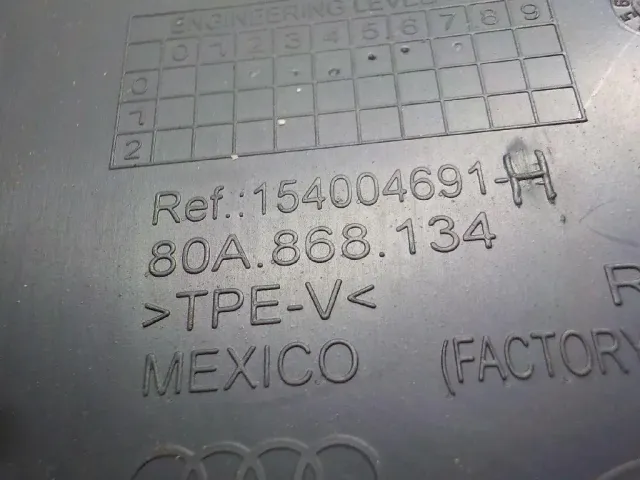 ENGINEERING LEVEL
0 1 2 3 4 5 6 7 8 9
0
1
2
Ref.:154004691-H
80A.868.134
>TPE-V<
R
MEXICO (FACTORY